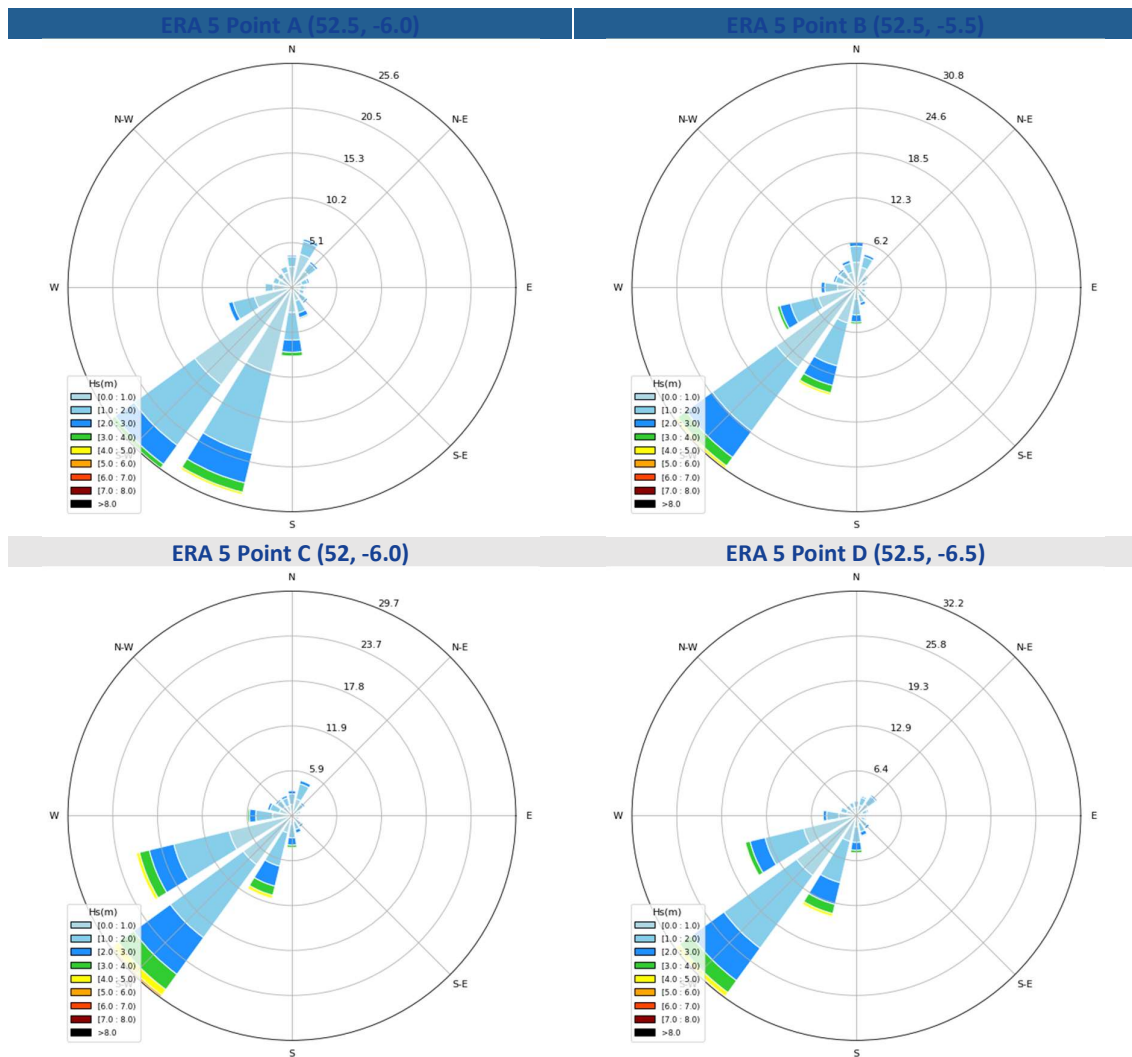 ERA 5 Point A (52.5, -6.0)
ERA 5 Point B (52.5, -5.5)
N
25.6
N-W
N-E
20.5
15.3
10.2
5.1
W
E
Hs(m)
[0.0 : 1.0)
[1.0 : 2.0)
[2.0 : 3.0)
[3.0 : 4.0)
[4.0 : 5.0)
[5.0 : 6.0)
[6.0 : 7.0)
[7.0 : 8.0)
>8.0
S-E
S
N
30.8
N-W
N-E
24.6
18.5
12.3
6.2
W
E
Hs(m)
[0.0 : 1.0)
[1.0 : 2.0)
[2.0 : 3.0)
[3.0 : 4.0)
[4.0 : 5.0)
[5.0 : 6.0)
[6.0 : 7.0)
[7.0 : 8.0)
>8.0
S-E
S
ERA 5 Point C (52, -6.0)
ERA 5 Point D (52.5, -6.5)
N
29.7
N-W
N-E
23.7
17.8
11.9
5.9
W
E
Hs(m)
[0.0 : 1.0)
[1.0 : 2.0)
[2.0 : 3.0)
[3.0 : 4.0)
[4.0 : 5.0)
[5.0 : 6.0)
[6.0 : 7.0)
[7.0 : 8.0)
>8.0
S-E
S
N
32.2
N-W
N-E
25.8
19.3
12.9
6.4
W
E
Hs(m)
[0.0 : 1.0)
[1.0 : 2.0)
[2.0 : 3.0)
[3.0 : 4.0)
[4.0 : 5.0)
[5.0 : 6.0)
[6.0 : 7.0)
[7.0 : 8.0)
>8.0
S-E
S